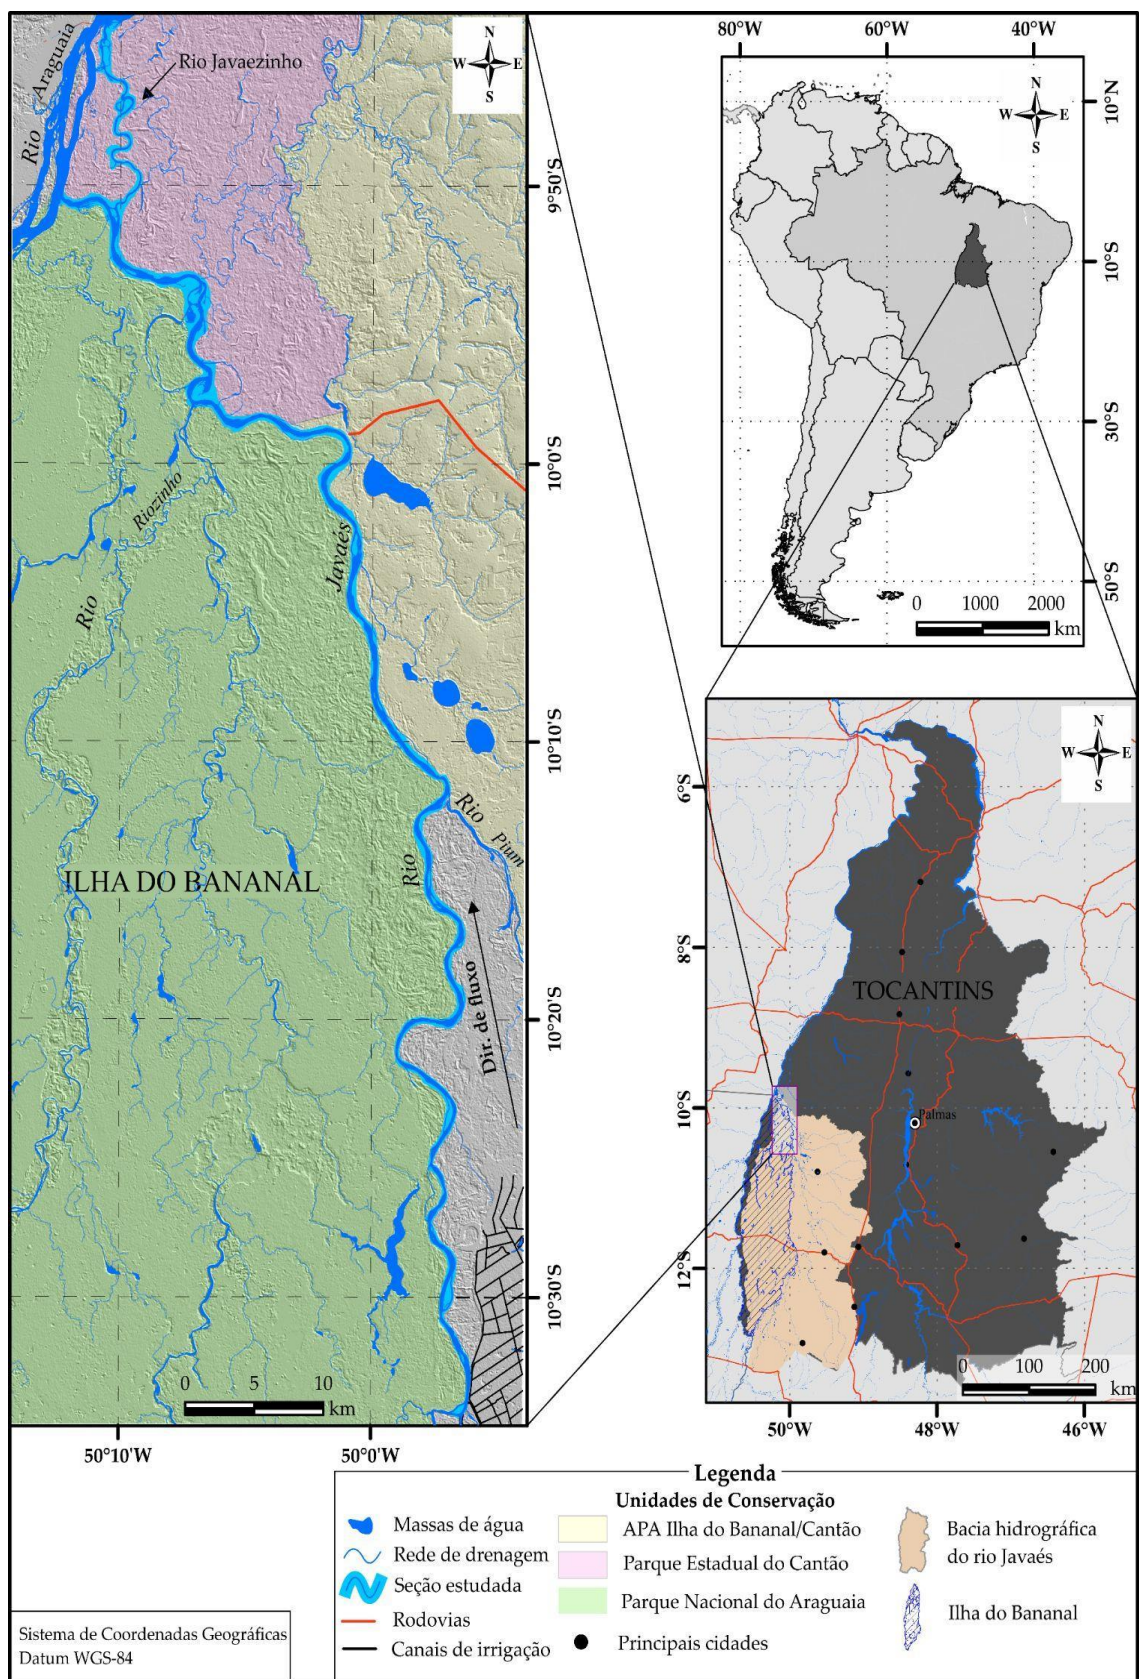 Rio Araguaia
Rio Javaezinho
N
W E
S
9°50'S
10°0'S
10°10'S
10°20'S
10°30'S
Riozinho
Rio
Javaés
Rio
Rio Pium
ILHA DO BANANAL
Dir. de fluxo
0 5 10
km
50°10'W 50°0'W
80°W 60°W 40°W
N
W E
S
10°N
10°S
30°S
50°S
0 1000 2000
km
N
W E
S
6°S
8°S
TOCANTINS
10°S
Palmas
12°S
0 100 200
km
50°W 48°W 46°W
Legenda
Massas de água
Rede de drenagem
Seção estudada
Rodovias
Canais de irrigação
Unidades de Conservação
APA Ilha do Bananal/Cantão
Parque Estadual do Cantão
Parque Nacional do Araguaia
Principais cidades
Bacia hidrográfica
do rio Javaés
Ilha do Bananal
Sistema de Coordenadas Geográficas
Datum WGS-84